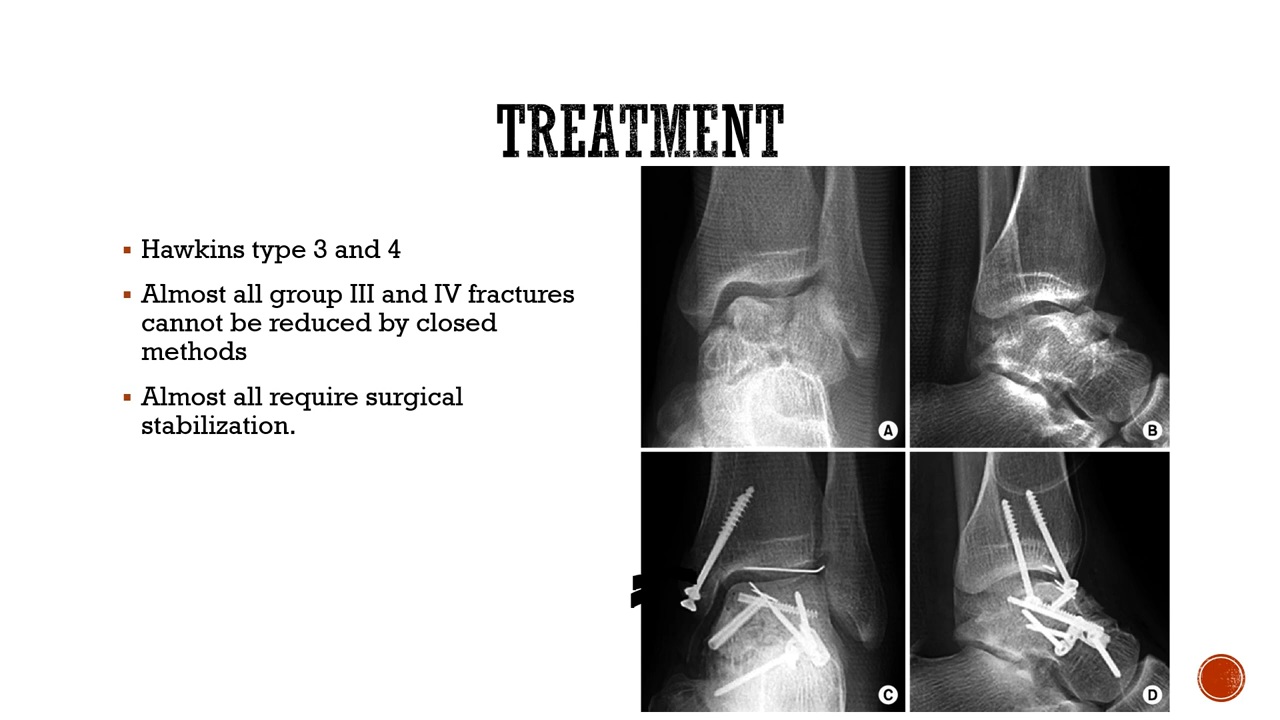 TREATMENT
Hawkins type 3 and 4
Almost all group III and IV fractures
cannot be reduced by closed
methods
Almost all require surgical
stabilization.
A
B
C
D